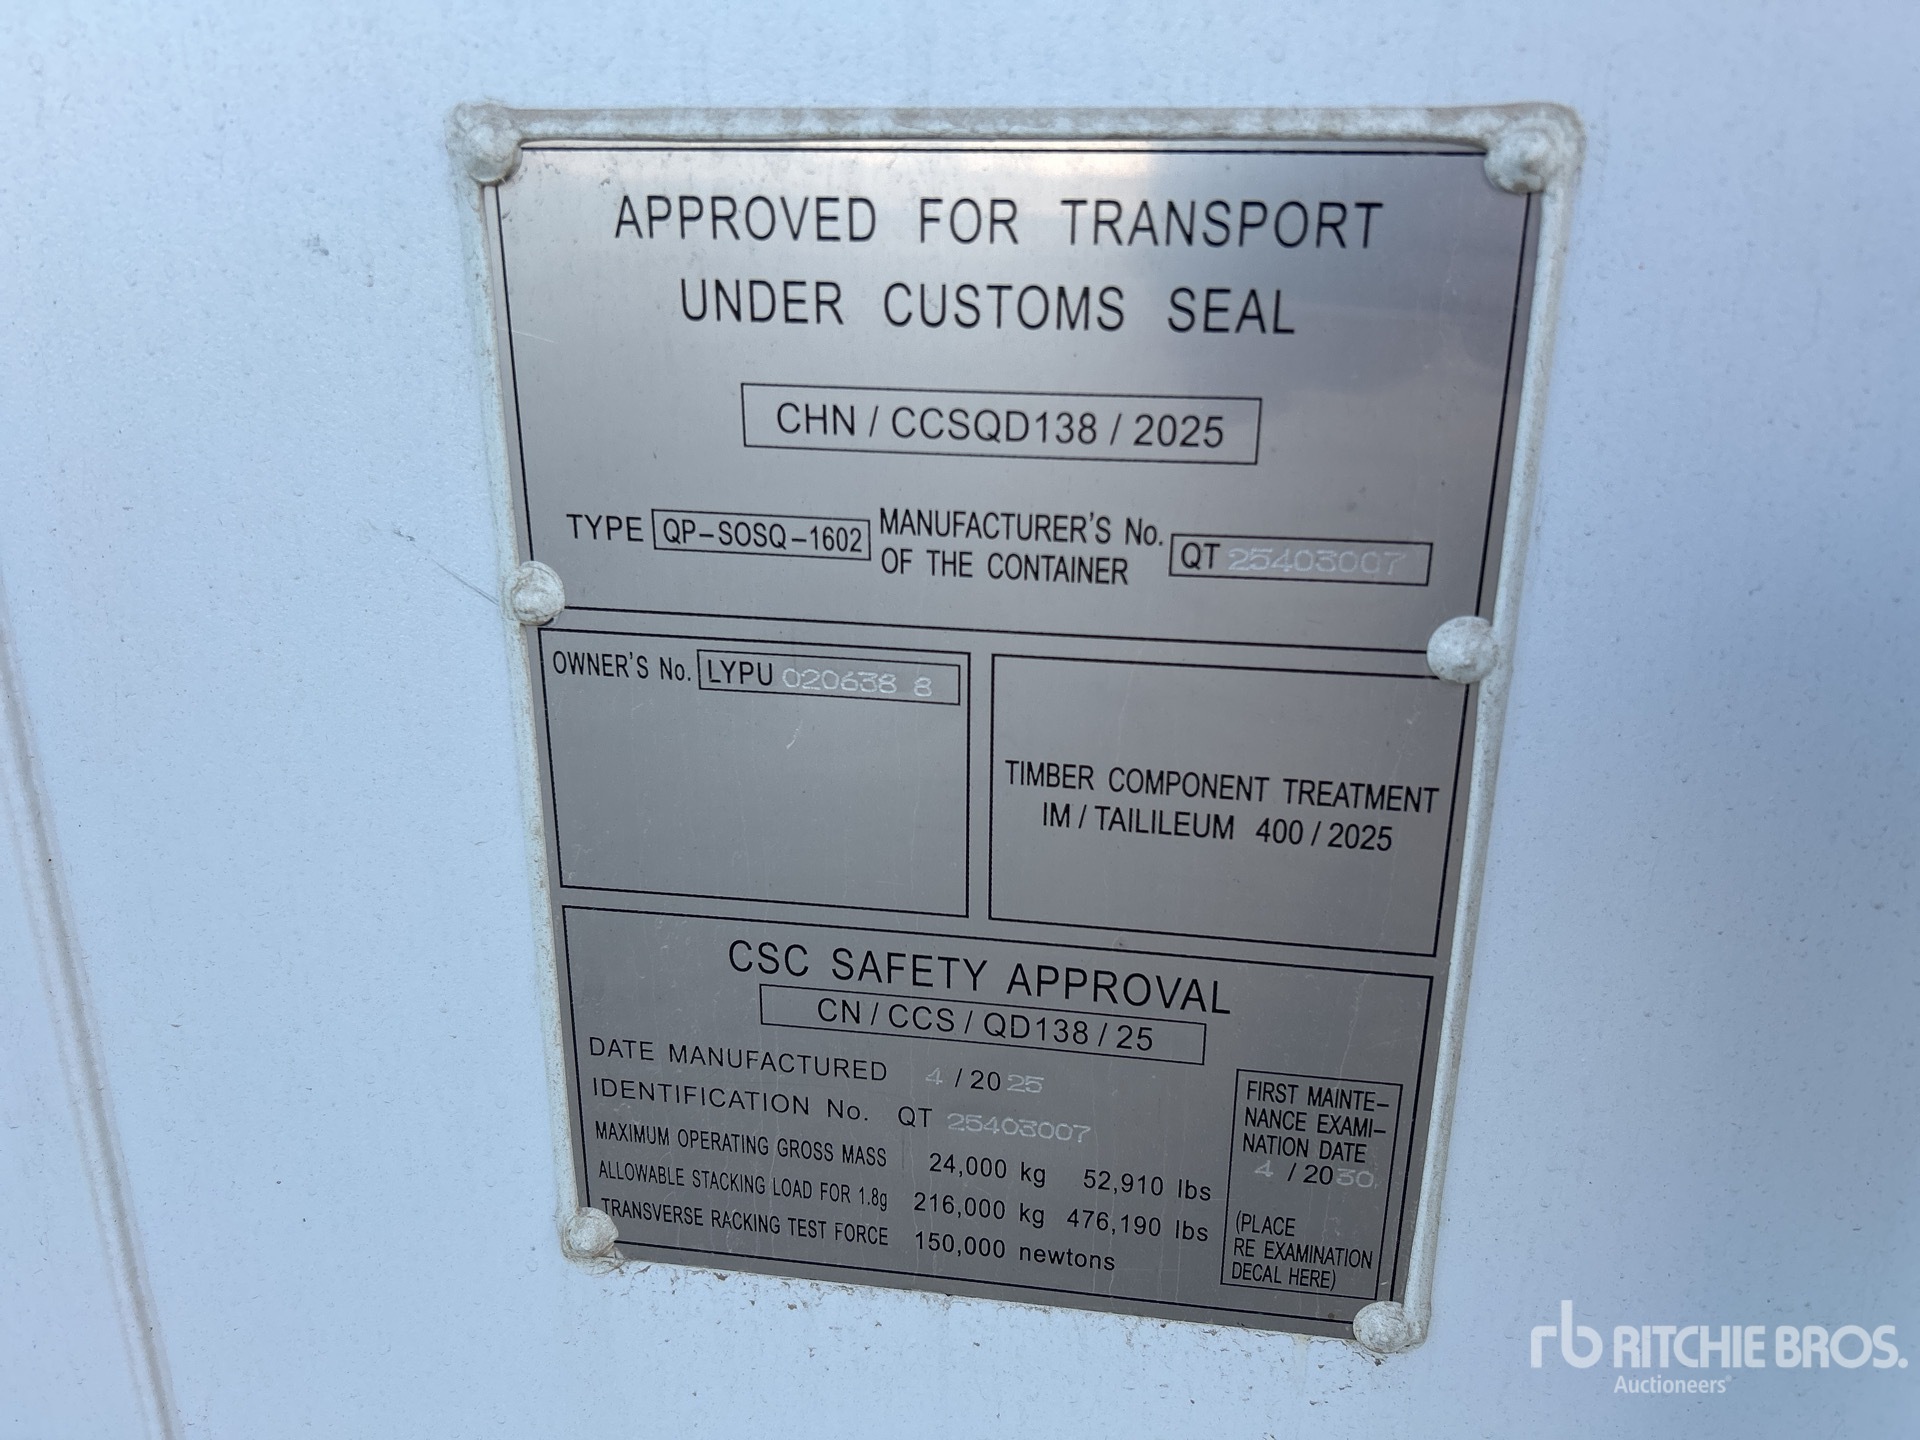 APPROVED FOR TRANSPORT
UNDER CUSTOMS SEAL
CHN / CCSQD138 / 2025
TYPE QP-SOSQ-1602
MANUFACTURER'S No.
OF THE CONTAINER
QT 25403007
OWNER'S No. LYPU 020638 8
TIMBER COMPONENT TREATMENT
IM / TAILILEUM 400 / 2025
CSC SAFETY APPROVAL
CN / CCS / QD138 / 25
DATE MANUFACTURED 4 / 2025
IDENTIFICATION No. QT 25403007
MAXIMUM OPERATING GROSS MASS 24,000 kg 52,910 lbs
ALLOWABLE STACKING LOAD FOR 1.8g 216,000 kg 476,190 lbs
TRANSVERSE RACKING TEST FORCE 150,000 newtons
FIRST MAINTE-
NANCE EXAMI-
NATION DATE
4 / 2030
(PLACE
RE EXAMINATION
DECAL HERE)
rb RITCHIE BROS.
Auctioneers